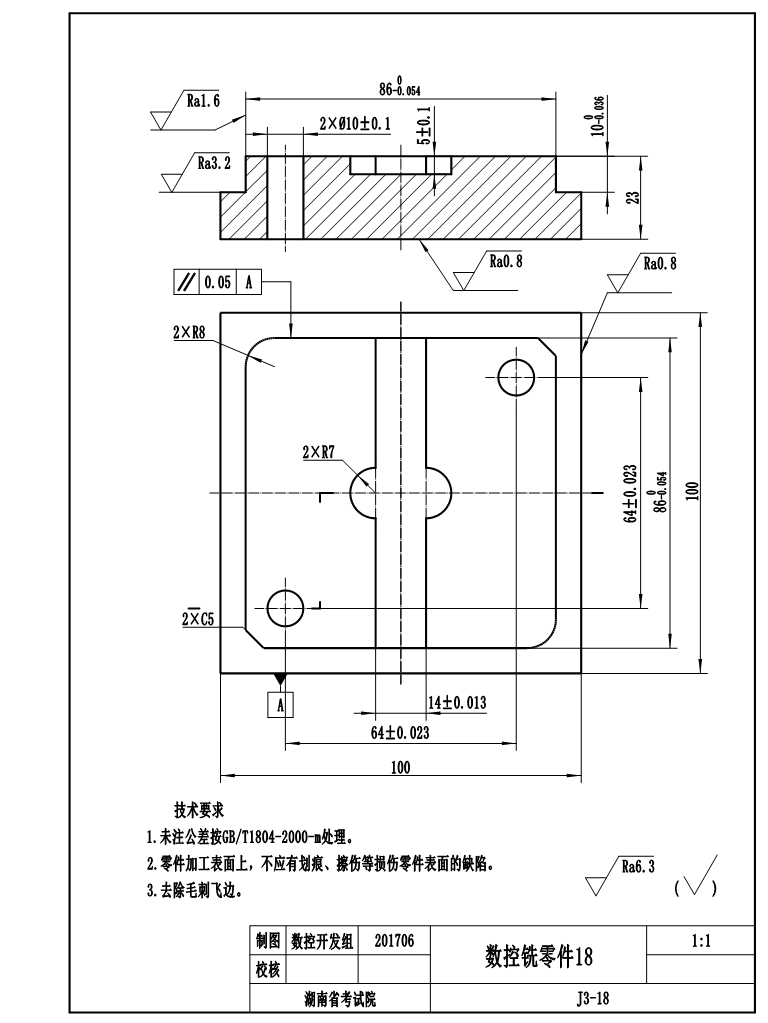 86 0 -0.054
Ra1.6
2×Ø10±0.1
5±0.1
10 0 -0.036
Ra3.2
23
Ra0.8
Ra0.8
// 0.05 A
2×R8
2×R7
64±0.023
86 0 -0.054
100
2×C5
A
14±0.013
64±0.023
100
技术要求
1.未注公差按GB/T1804-2000-m处理。
2.零件加工表面上，不应有划痕、擦伤等损伤零件表面的缺陷。
3.去除毛刺飞边。
Ra6.3 (√)
制图 数控开发组 201706 数控铣零件18 1:1
校核
湖南省考试院 J3-18